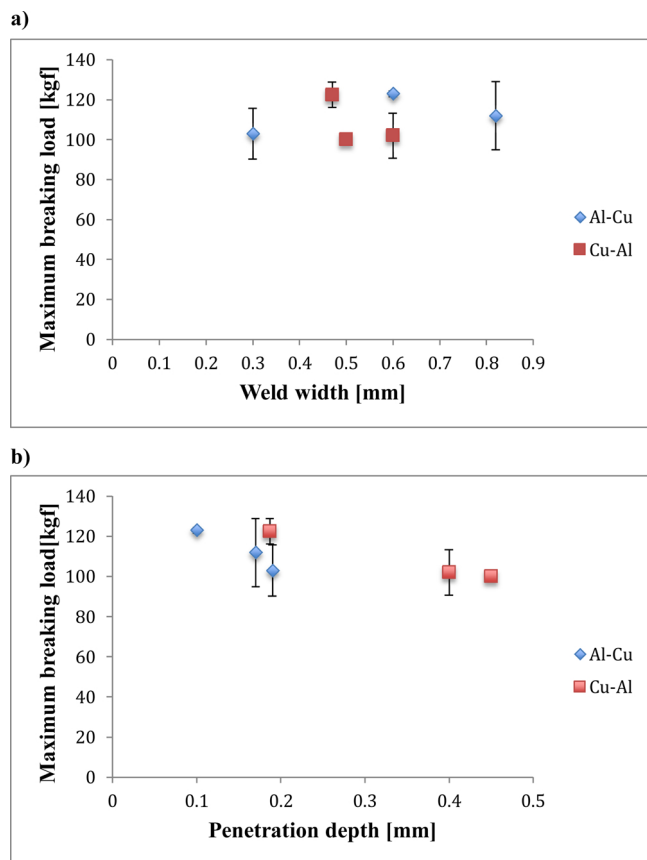 a)
140
120
100
80
60
40
20
0
Maximum breaking load [kgf]
0 0.1 0.2 0.3 0.4 0.5 0.6 0.7 0.8 0.9
Weld width [mm]
Al-Cu
Cu-Al
b)
140
120
100
80
60
40
20
0
Maximum breaking load[kgf]
0 0.1 0.2 0.3 0.4 0.5
Penetration depth [mm]
Al-Cu
Cu-Al